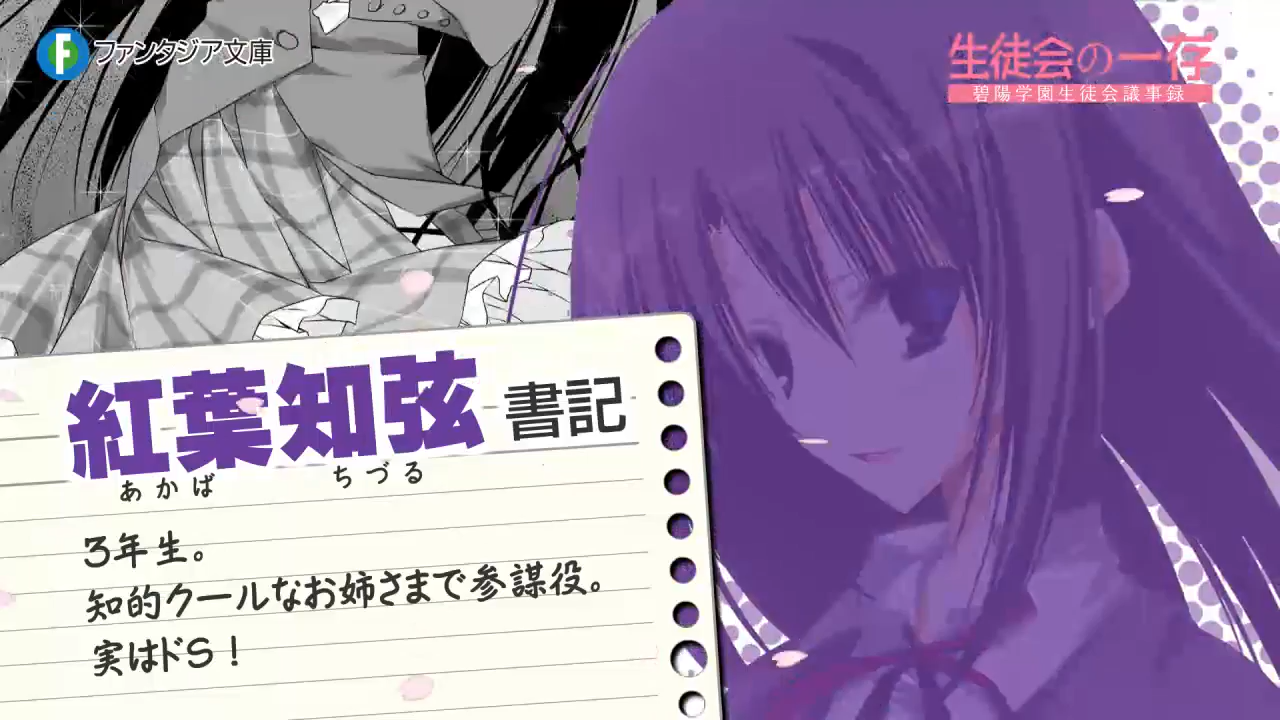 ファンタジア文庫
生徒会の一存
碧陽学園生徒会議事録
紅葉知弦 書記
あかば ちづる
3年生。
知的クールなお姉さまで参謀役。
実はドS!